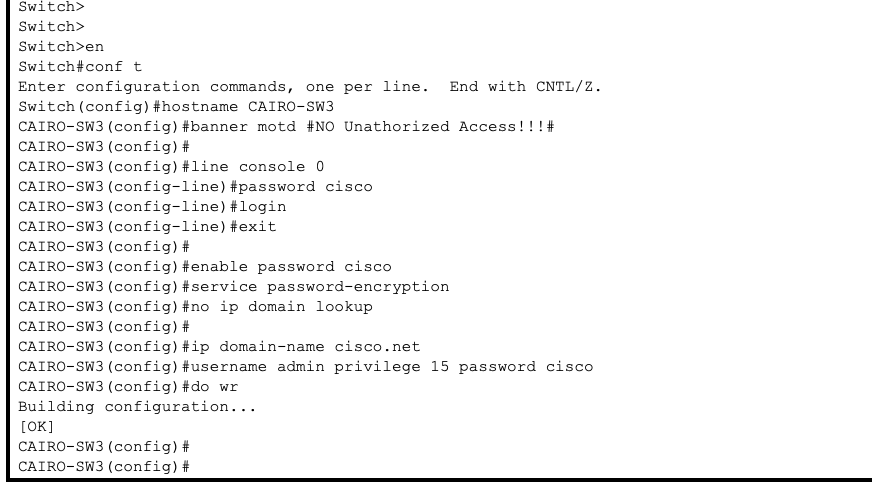 Switch>
Switch>
Switch>en
Switch#conf t
Enter configuration commands, one per line.  End with CNTL/Z.
Switch(config)#hostname CAIRO-SW3
CAIRO-SW3(config)#banner motd #NO Unathorized Access!!!#
CAIRO-SW3(config)#
CAIRO-SW3(config)#line console 0
CAIRO-SW3(config-line)#password cisco
CAIRO-SW3(config-line)#login
CAIRO-SW3(config-line)#exit
CAIRO-SW3(config)#
CAIRO-SW3(config)#enable password cisco
CAIRO-SW3(config)#service password-encryption
CAIRO-SW3(config)#no ip domain lookup
CAIRO-SW3(config)#
CAIRO-SW3(config)#ip domain-name cisco.net
CAIRO-SW3(config)#username admin privilege 15 password cisco
CAIRO-SW3(config)#do wr
Building configuration...
[OK]
CAIRO-SW3(config)#
CAIRO-SW3(config)#